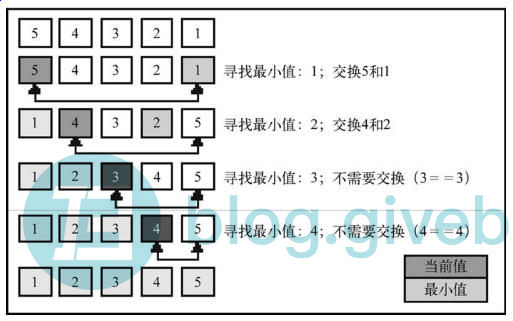 5 4 3 2 1
5 4 3 2 1 寻找最小值：1；交换5和1
1 4 3 2 5 寻找最小值：2；交换4和2
1 2 3 4 5 寻找最小值：3；不需要交换（3==3）
blog.giveb
1 2 3 4 5 寻找最小值：4；不需要交换（4==4）
当前值
1 2 3 4 5
最小值